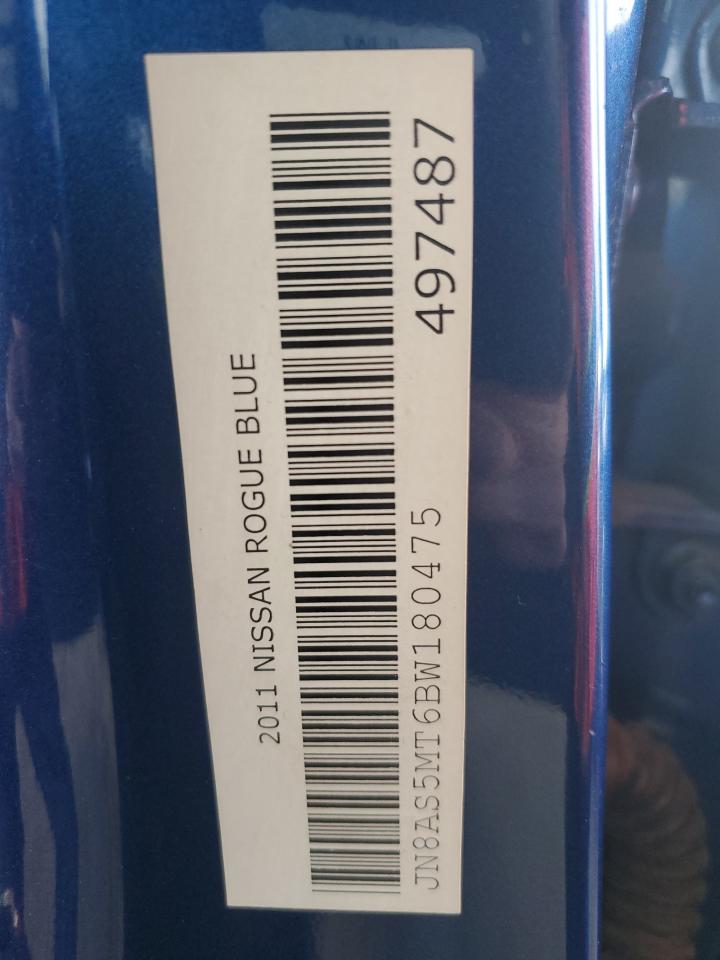 2011 NISSAN ROGUE BLUE
JN8AS5MT6BW180475 497487